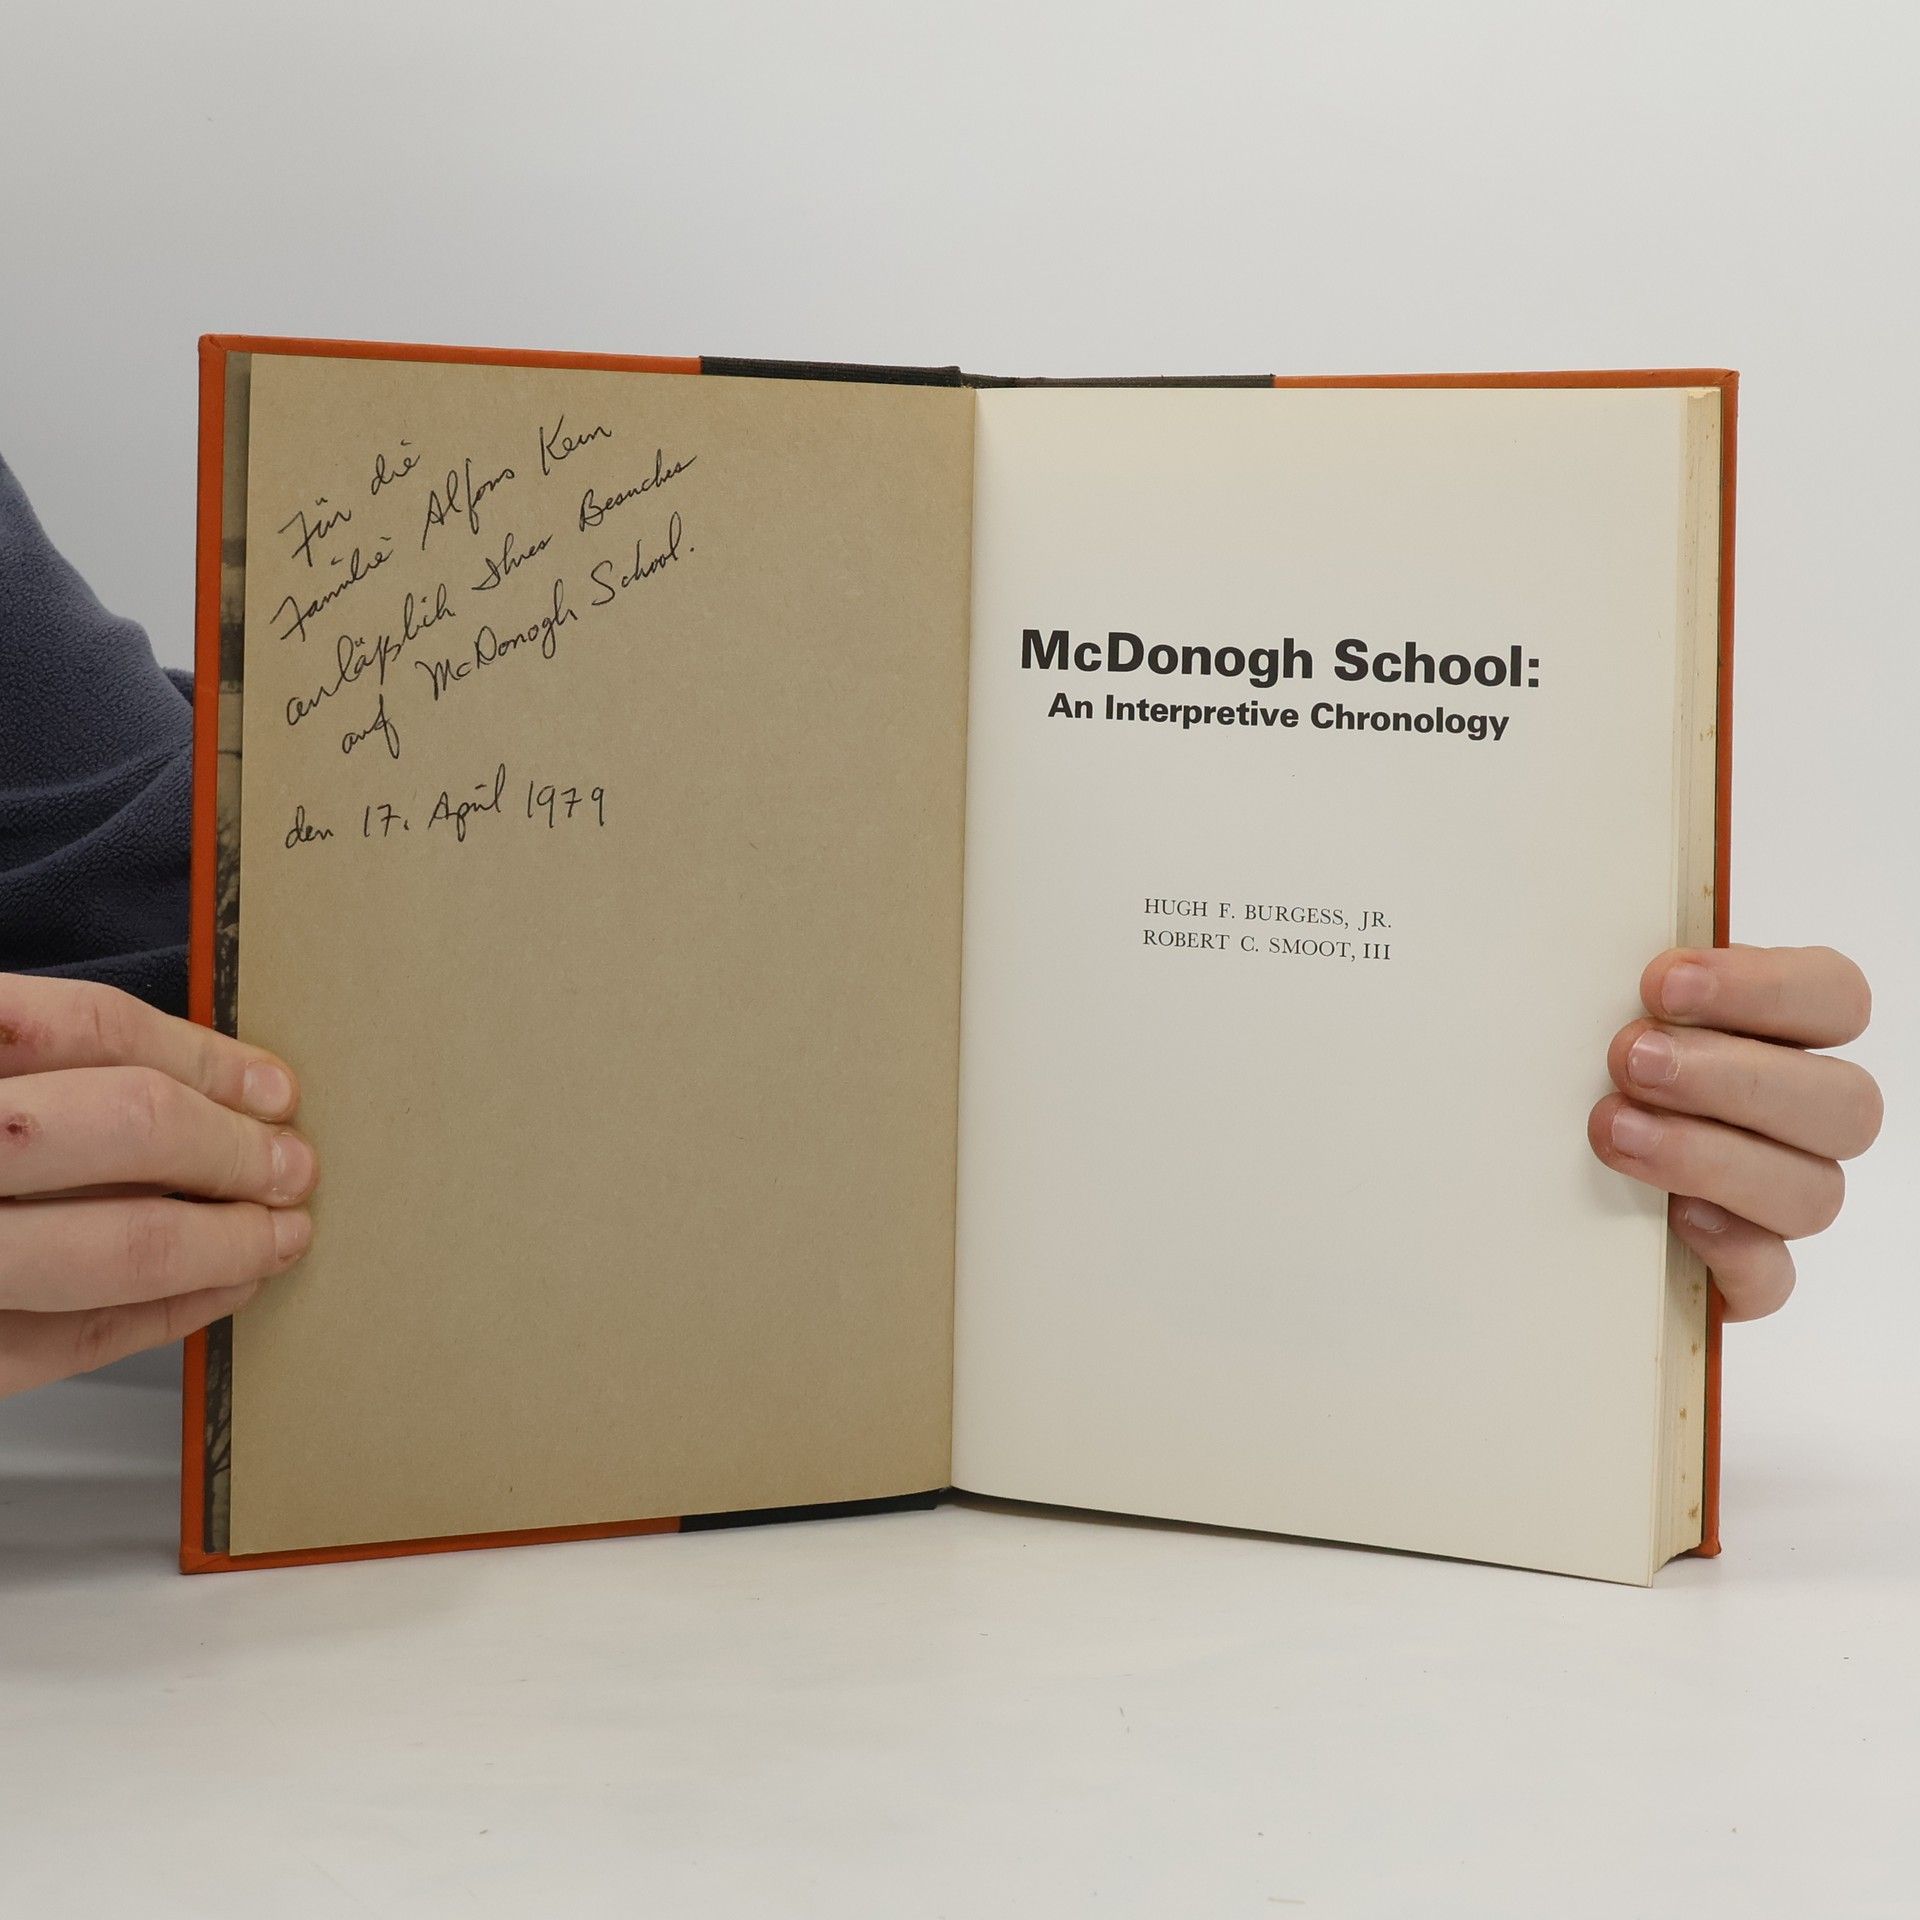 Für die
Familie Alfons Kein
anläßlich Ihres Besuches
auf McDonogh School.
den 17. April 1979
McDonogh School:
An Interpretive Chronology
HUGH F. BURGESS, JR.
ROBERT C. SMOOT, III